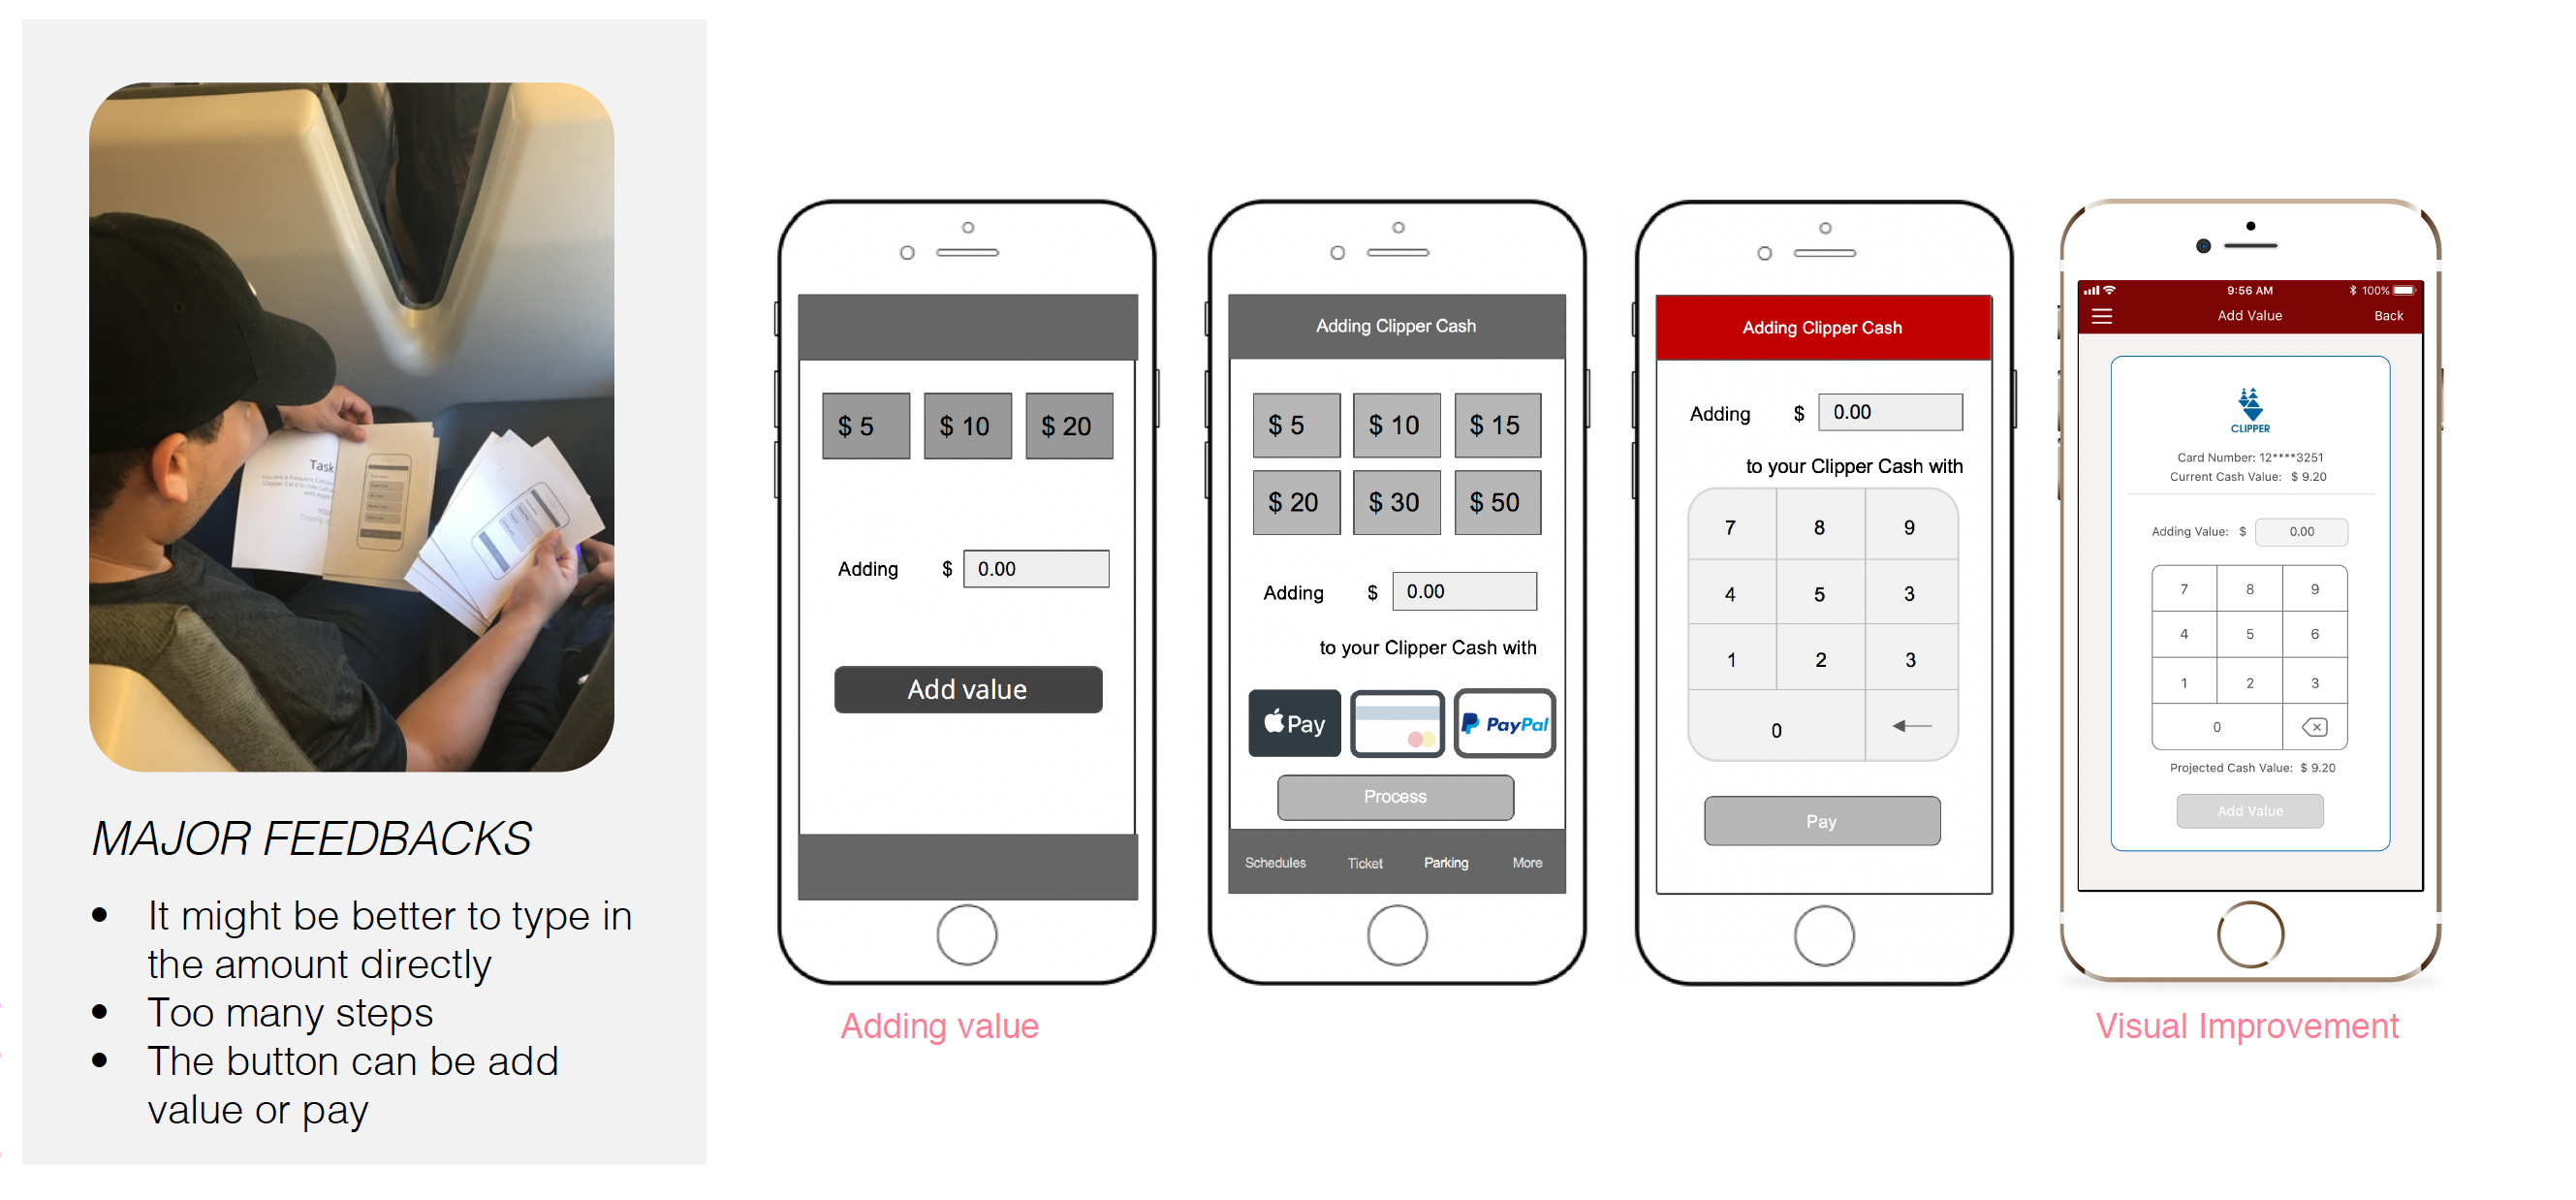 Task
MAJOR FEEDBACKS
• It might be better to type in
the amount directly
• Too many steps
• The button can be add
value or pay
$ 5 $ 10 $ 20
Adding $ 0.00
Add value
Adding value
Adding Clipper Cash
$ 5 $ 10 $ 15
$ 20 $ 30 $ 50
Adding $ 0.00
to your Clipper Cash with
Pay PayPal
Process
Schedules Ticket Parking More
Adding Clipper Cash
Adding $ 0.00
to your Clipper Cash with
7 8 9
4 5 3
1 2 3
0
Pay
9:56 AM 100%
Add Value Back
CLIPPER
Card Number: 12****3251
Current Cash Value: $ 9.20
Adding Value: $ 0.00
7 8 9
4 5 6
1 2 3
0
Projected Cash Value: $ 9.20
Add Value
Visual Improvement